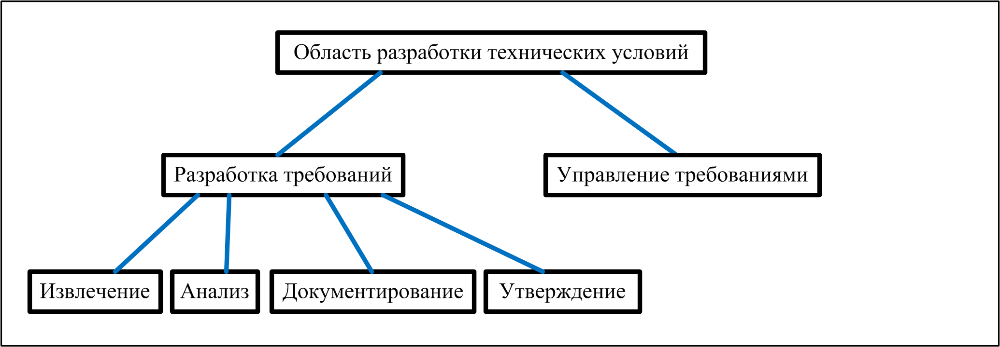 Область разработки технических условий
Разработка требований
Управление требованиями
Извлечение
Анализ
Документирование
Утверждение